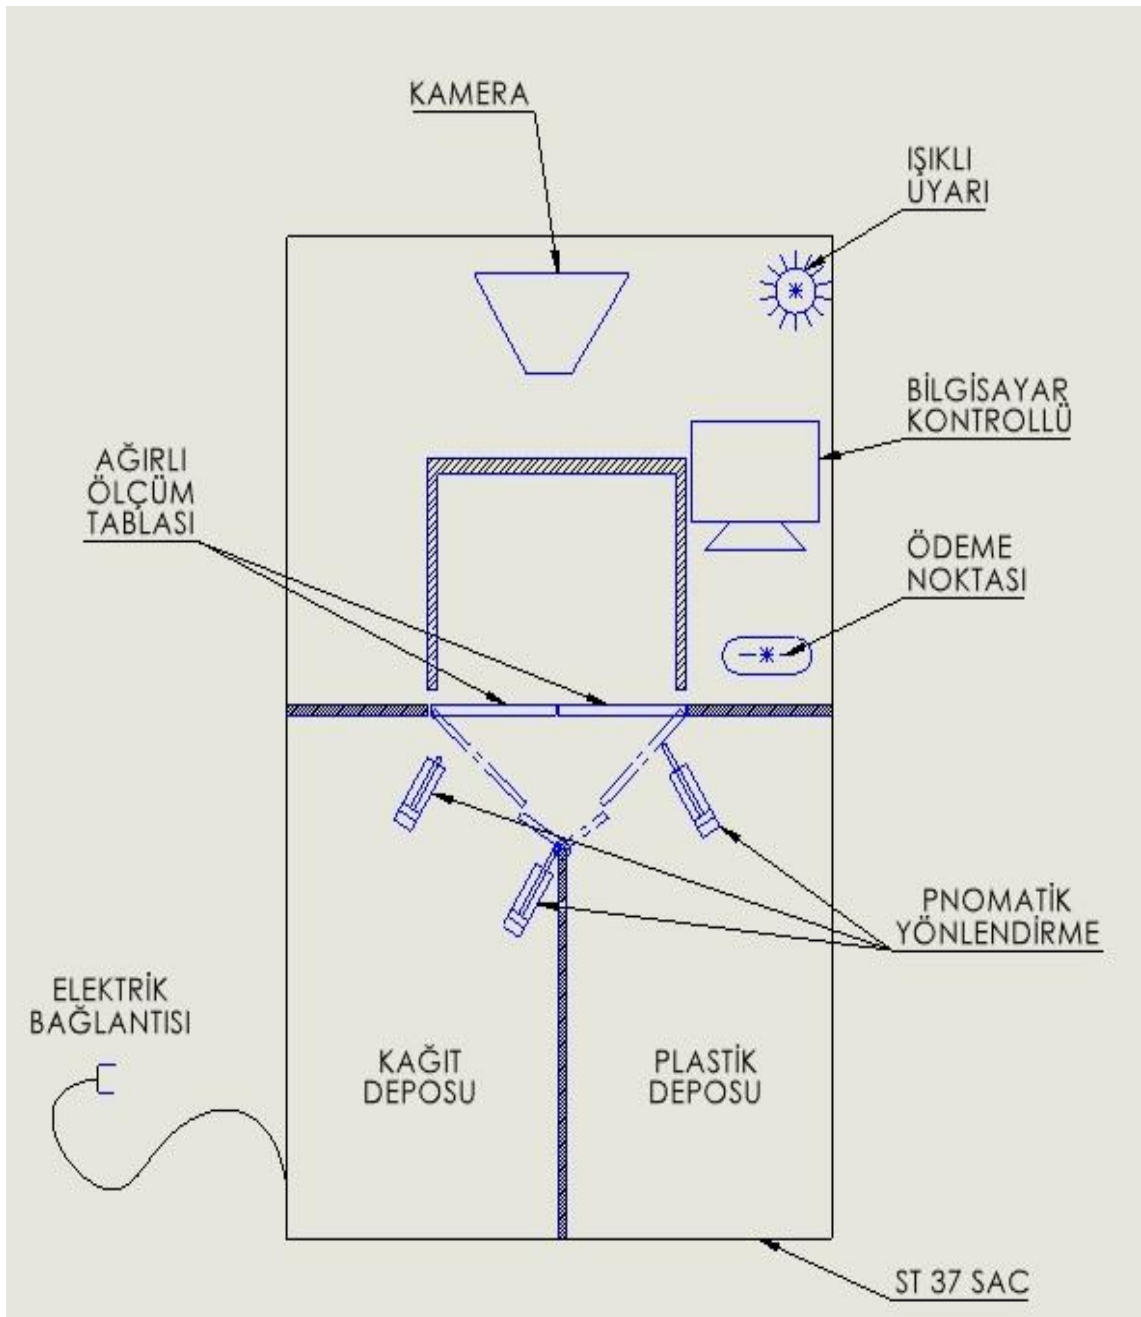 KAMERA
IŞIKLI
UYARI
BİLGİSAYAR
KONTROLLÜ
AĞIRLI
ÖLÇÜM
TABLASI
ÖDEME
NOKTASI
PNOMATİK
YÖNLENDİRME
ELEKTRİK
BAĞLANTISI
KAĞIT
DEPOSU
PLASTİK
DEPOSU
ST 37 SAC